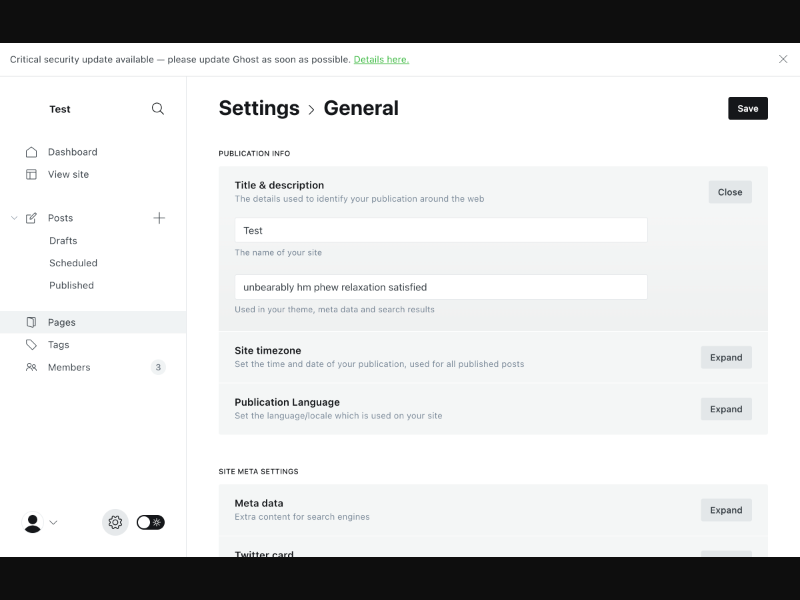 Critical security update available — please update Ghost as soon as possible. Details here.
Test
Dashboard
View site
Posts
Drafts
Scheduled
Published
Pages
Tags
Members
3
Settings
General
Save
PUBLICATION INFO
Title & description
The details used to identify your publication around the web
Close
Test
The name of your site
unbearably hm phew relaxation satisfied
Used in your theme, meta data and search results
Site timezone
Set the time and date of your publication, used for all published posts
Expand
Publication Language
Set the language/locale which is used on your site
Expand
SITE META SETTINGS
Meta data
Extra content for search engines
Expand
Twitter card